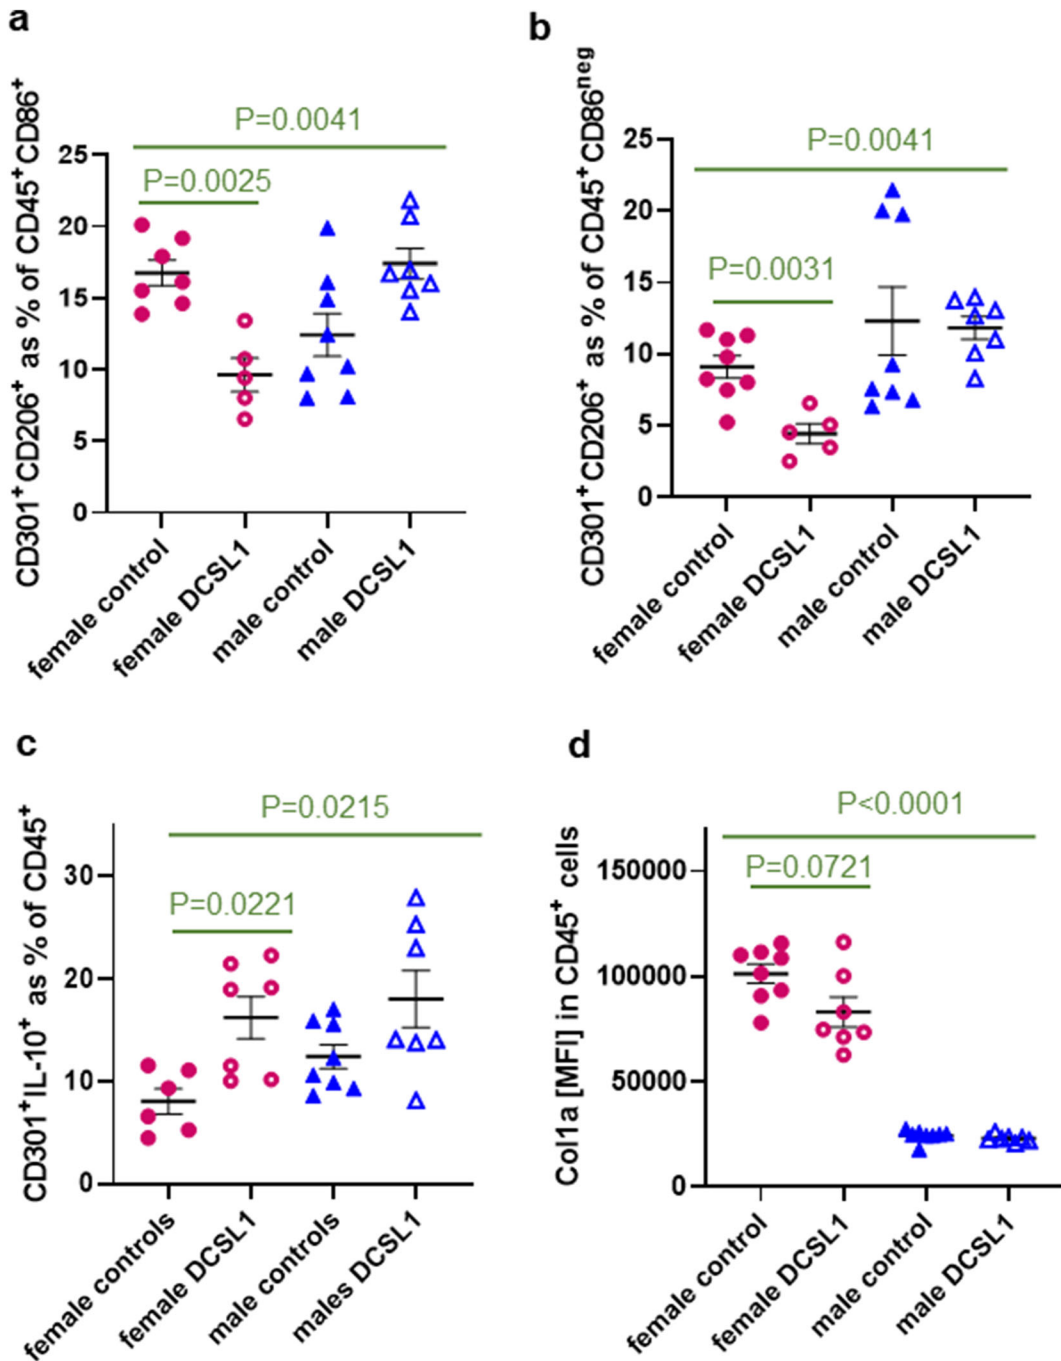 a
CD301⁺CD206⁺ as % of CD45⁺CD86⁺
P=0.0041
P=0.0025
25
20
15
10
5
0
female control
female DCSL1
male control
male DCSL1
b
CD301⁺CD206⁺ as % of CD45⁺CD86ⁿᵉᵍ
P=0.0041
P=0.0031
25
20
15
10
5
0
female control
female DCSL1
male control
male DCSL1
c
CD301⁺IL-10⁺ as % of CD45⁺
P=0.0215
P=0.0221
30
20
10
0
female controls
female DCSL1
male controls
males DCSL1
d
Col1a [MFI] in CD45⁺ cells
P<0.0001
P=0.0721
150000
100000
50000
0
female control
female DCSL1
male control
male DCSL1